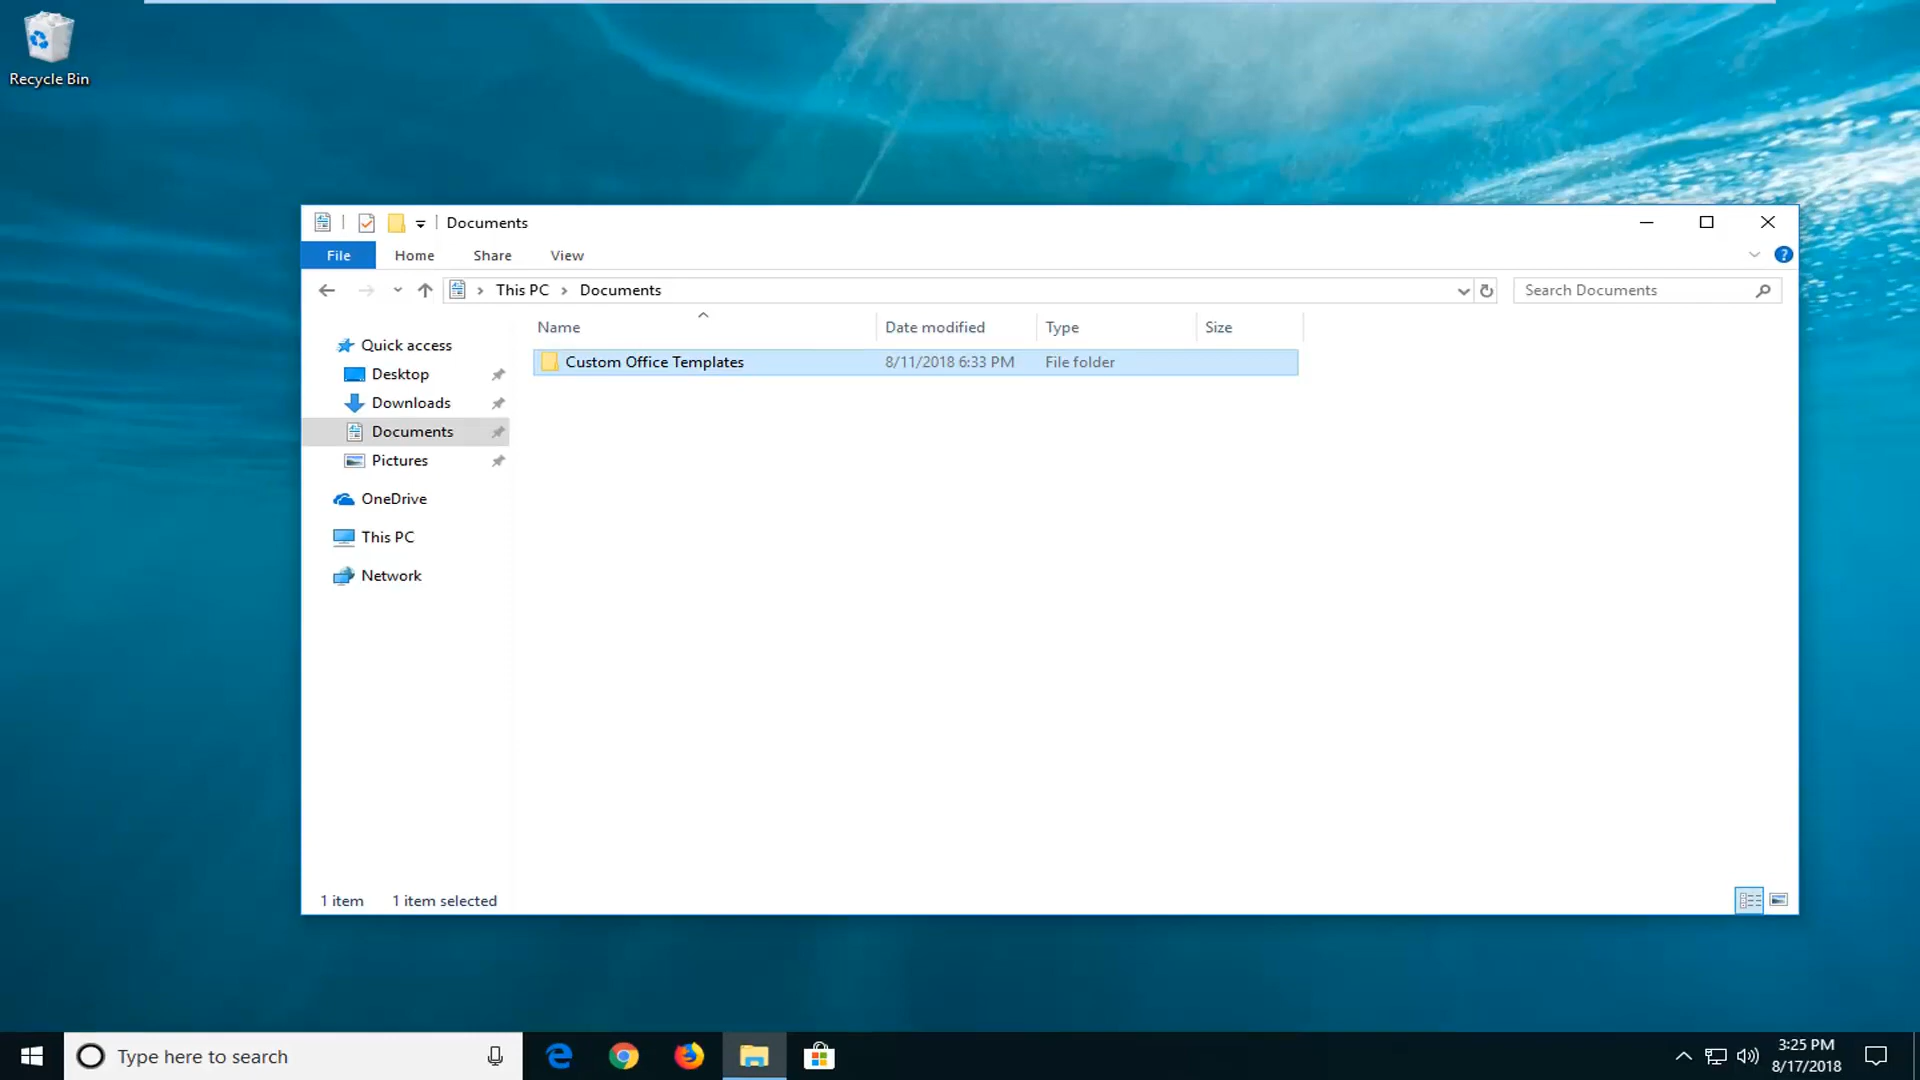 Recycle Bin
Documents
File Home Share View
This PC Documents
Search Documents
Name Date modified Type Size
Custom Office Templates 8/11/2018 6:33 PM File folder
Quick access
Desktop
Downloads
Documents
Pictures
OneDrive
This PC
Network
1 item 1 item selected
Type here to search
3:25 PM
8/17/2018